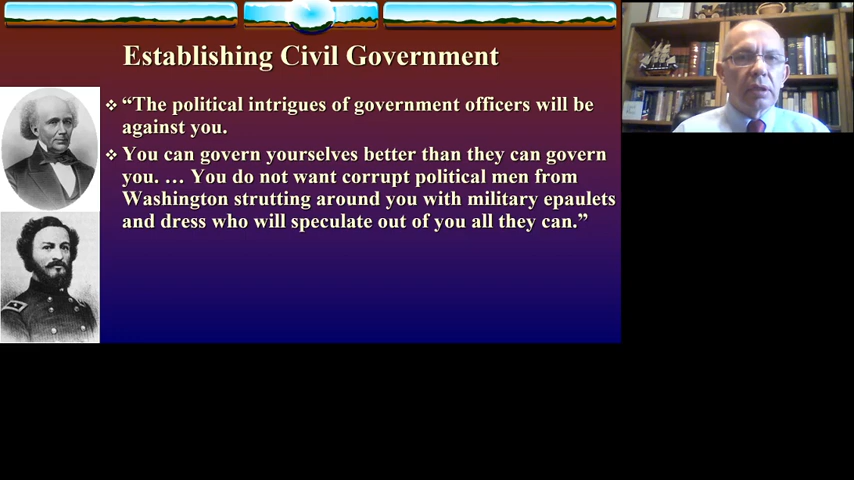 Establishing Civil Government
❖ “The political intrigues of government officers will be
against you.
❖ You can govern yourselves better than they can govern
you. … You do not want corrupt political men from
Washington strutting around you with military epaulets
and dress who will speculate out of you all they can.”